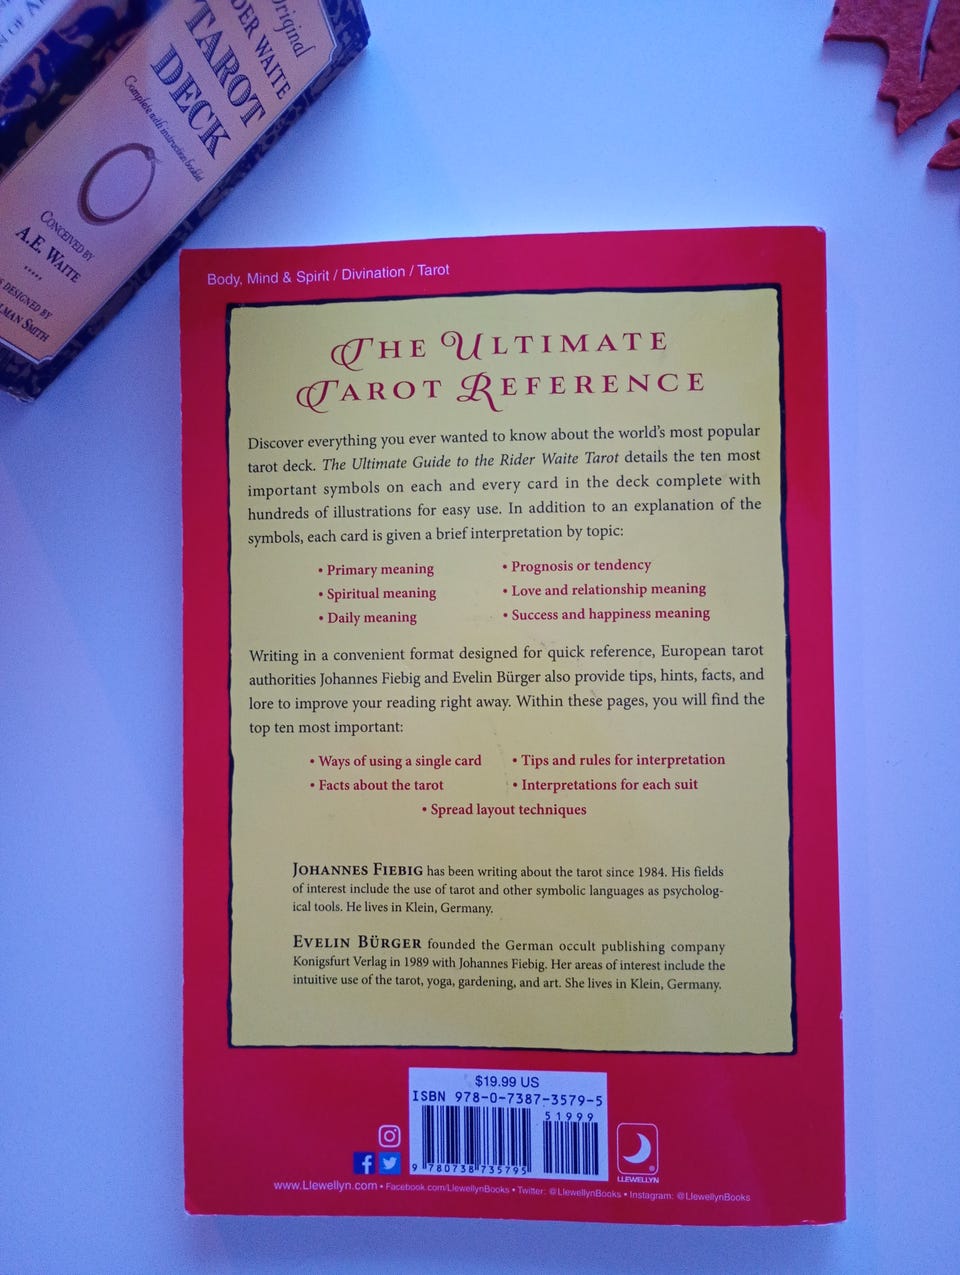 N OF A
Original
DER WAITE
TAROT
DECK
Complete with instruction booklet
CONCEIVED BY
A.E. WAITE
.....
DESIGNED BY
LMAN SMITH
Body, Mind & Spirit / Divination / Tarot
THE ULTIMATE
TAROT REFERENCE
Discover everything you ever wanted to know about the world's most popular
tarot deck. The Ultimate Guide to the Rider Waite Tarot details the ten most
important symbols on each and every card in the deck complete with
hundreds of illustrations for easy use. In addition to an explanation of the
symbols, each card is given a brief interpretation by topic:
• Primary meaning • Prognosis or tendency
• Spiritual meaning • Love and relationship meaning
• Daily meaning • Success and happiness meaning
Writing in a convenient format designed for quick reference, European tarot
authorities Johannes Fiebig and Evelin Bürger also provide tips, hints, facts, and
lore to improve your reading right away. Within these pages, you will find the
top ten most important:
• Ways of using a single card • Tips and rules for interpretation
• Facts about the tarot • Interpretations for each suit
• Spread layout techniques
JOHANNES FIEBIG has been writing about the tarot since 1984. His fields
of interest include the use of tarot and other symbolic languages as psycholog-
ical tools. He lives in Klein, Germany.
EVELIN BÜRGER founded the German occult publishing company
Konigsfurt Verlag in 1989 with Johannes Fiebig. Her areas of interest include the
intuitive use of the tarot, yoga, gardening, and art. She lives in Klein, Germany.
$19.99 US
ISBN 978-0-7387-3579-5
51999
9 780738 735795
LLEWELLYN
www.Llewellyn.com • Facebook.com/LlewellynBooks • Twitter: @LlewellynBooks • Instagram: @LlewellynBooks